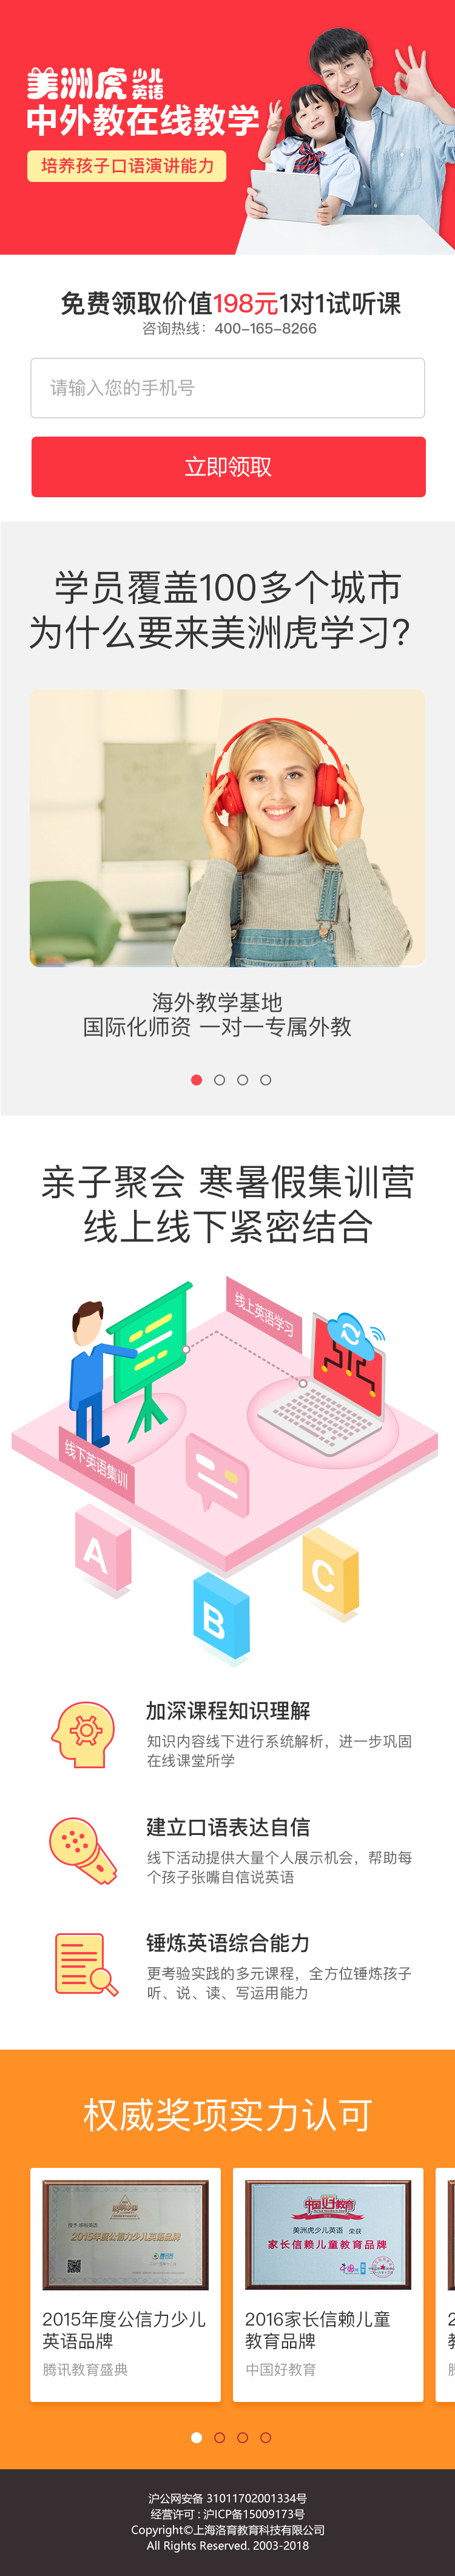 美洲虎少儿英语
中外教在线教学
培养孩子口语演讲能力
免费领取价值198元1对1试听课
咨询热线：400-165-8266
请输入您的手机号
立即领取
学员覆盖100多个城市
为什么要来美洲虎学习?
海外教学基地
国际化师资 一对一专属外教
亲子聚会 寒暑假集训营
线上线下紧密结合
线上英语学习
线下英语集训
A
B
C
加深课程知识理解
知识内容线下进行系统解析，进一步巩固
在线课堂所学
建立口语表达自信
线下活动提供大量个人展示机会，帮助每
个孩子张嘴自信说英语
锤炼英语综合能力
更考验实践的多元课程，全方位锤炼孩子
听、说、读、写运用能力
权威奖项实力认可
2015年度公信力少儿英语品牌
中国好教育
美洲虎少儿英语 荣获
家长信赖儿童教育品牌
2015年度公信力少儿
英语品牌
腾讯教育盛典
2016家长信赖儿童
教育品牌
中国好教育
沪公网安备 31011702001334号
经营许可 : 沪ICP备15009173号
Copyright©上海洛育教育科技有限公司
All Rights Reserved. 2003-2018